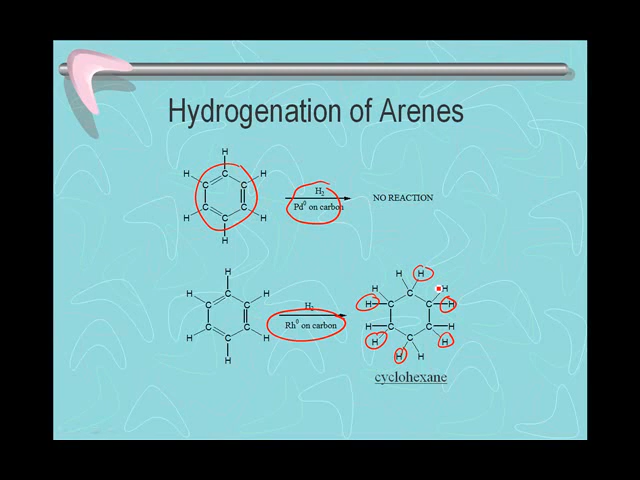 Hydrogenation of Arenes
H
H C H
C C
C C
H C H
H
H₂
Pd⁰ on carbon
NO REACTION
H
H C H
C C
C C
H C H
H
H₂
Rh⁰ on carbon
H H
H C H
H C C H
H C C H
H C H
H H
cyclohexane